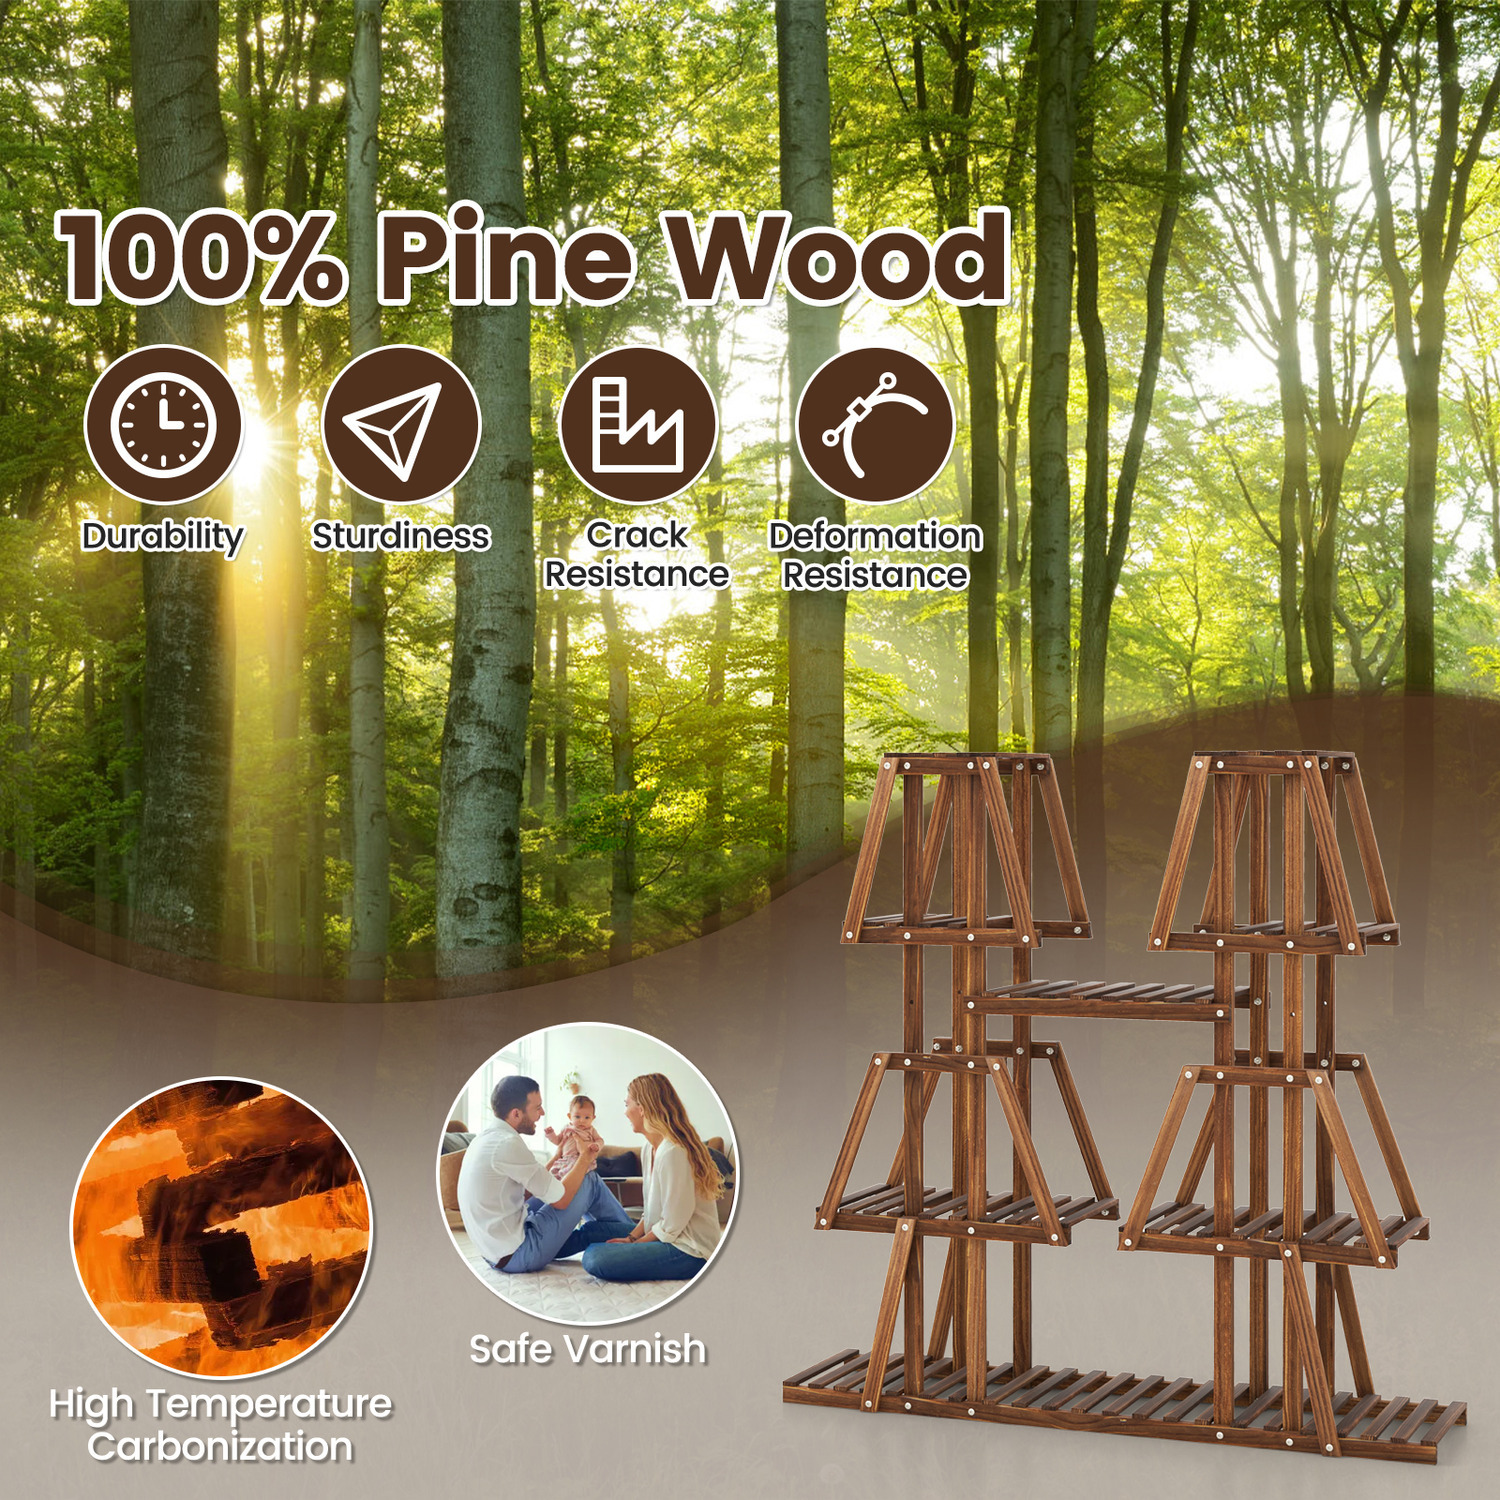 100% Pine Wood
Durability
Sturdiness
Crack
Resistance
Deformation
Resistance
Safe Varnish
High Temperature
Carbonization